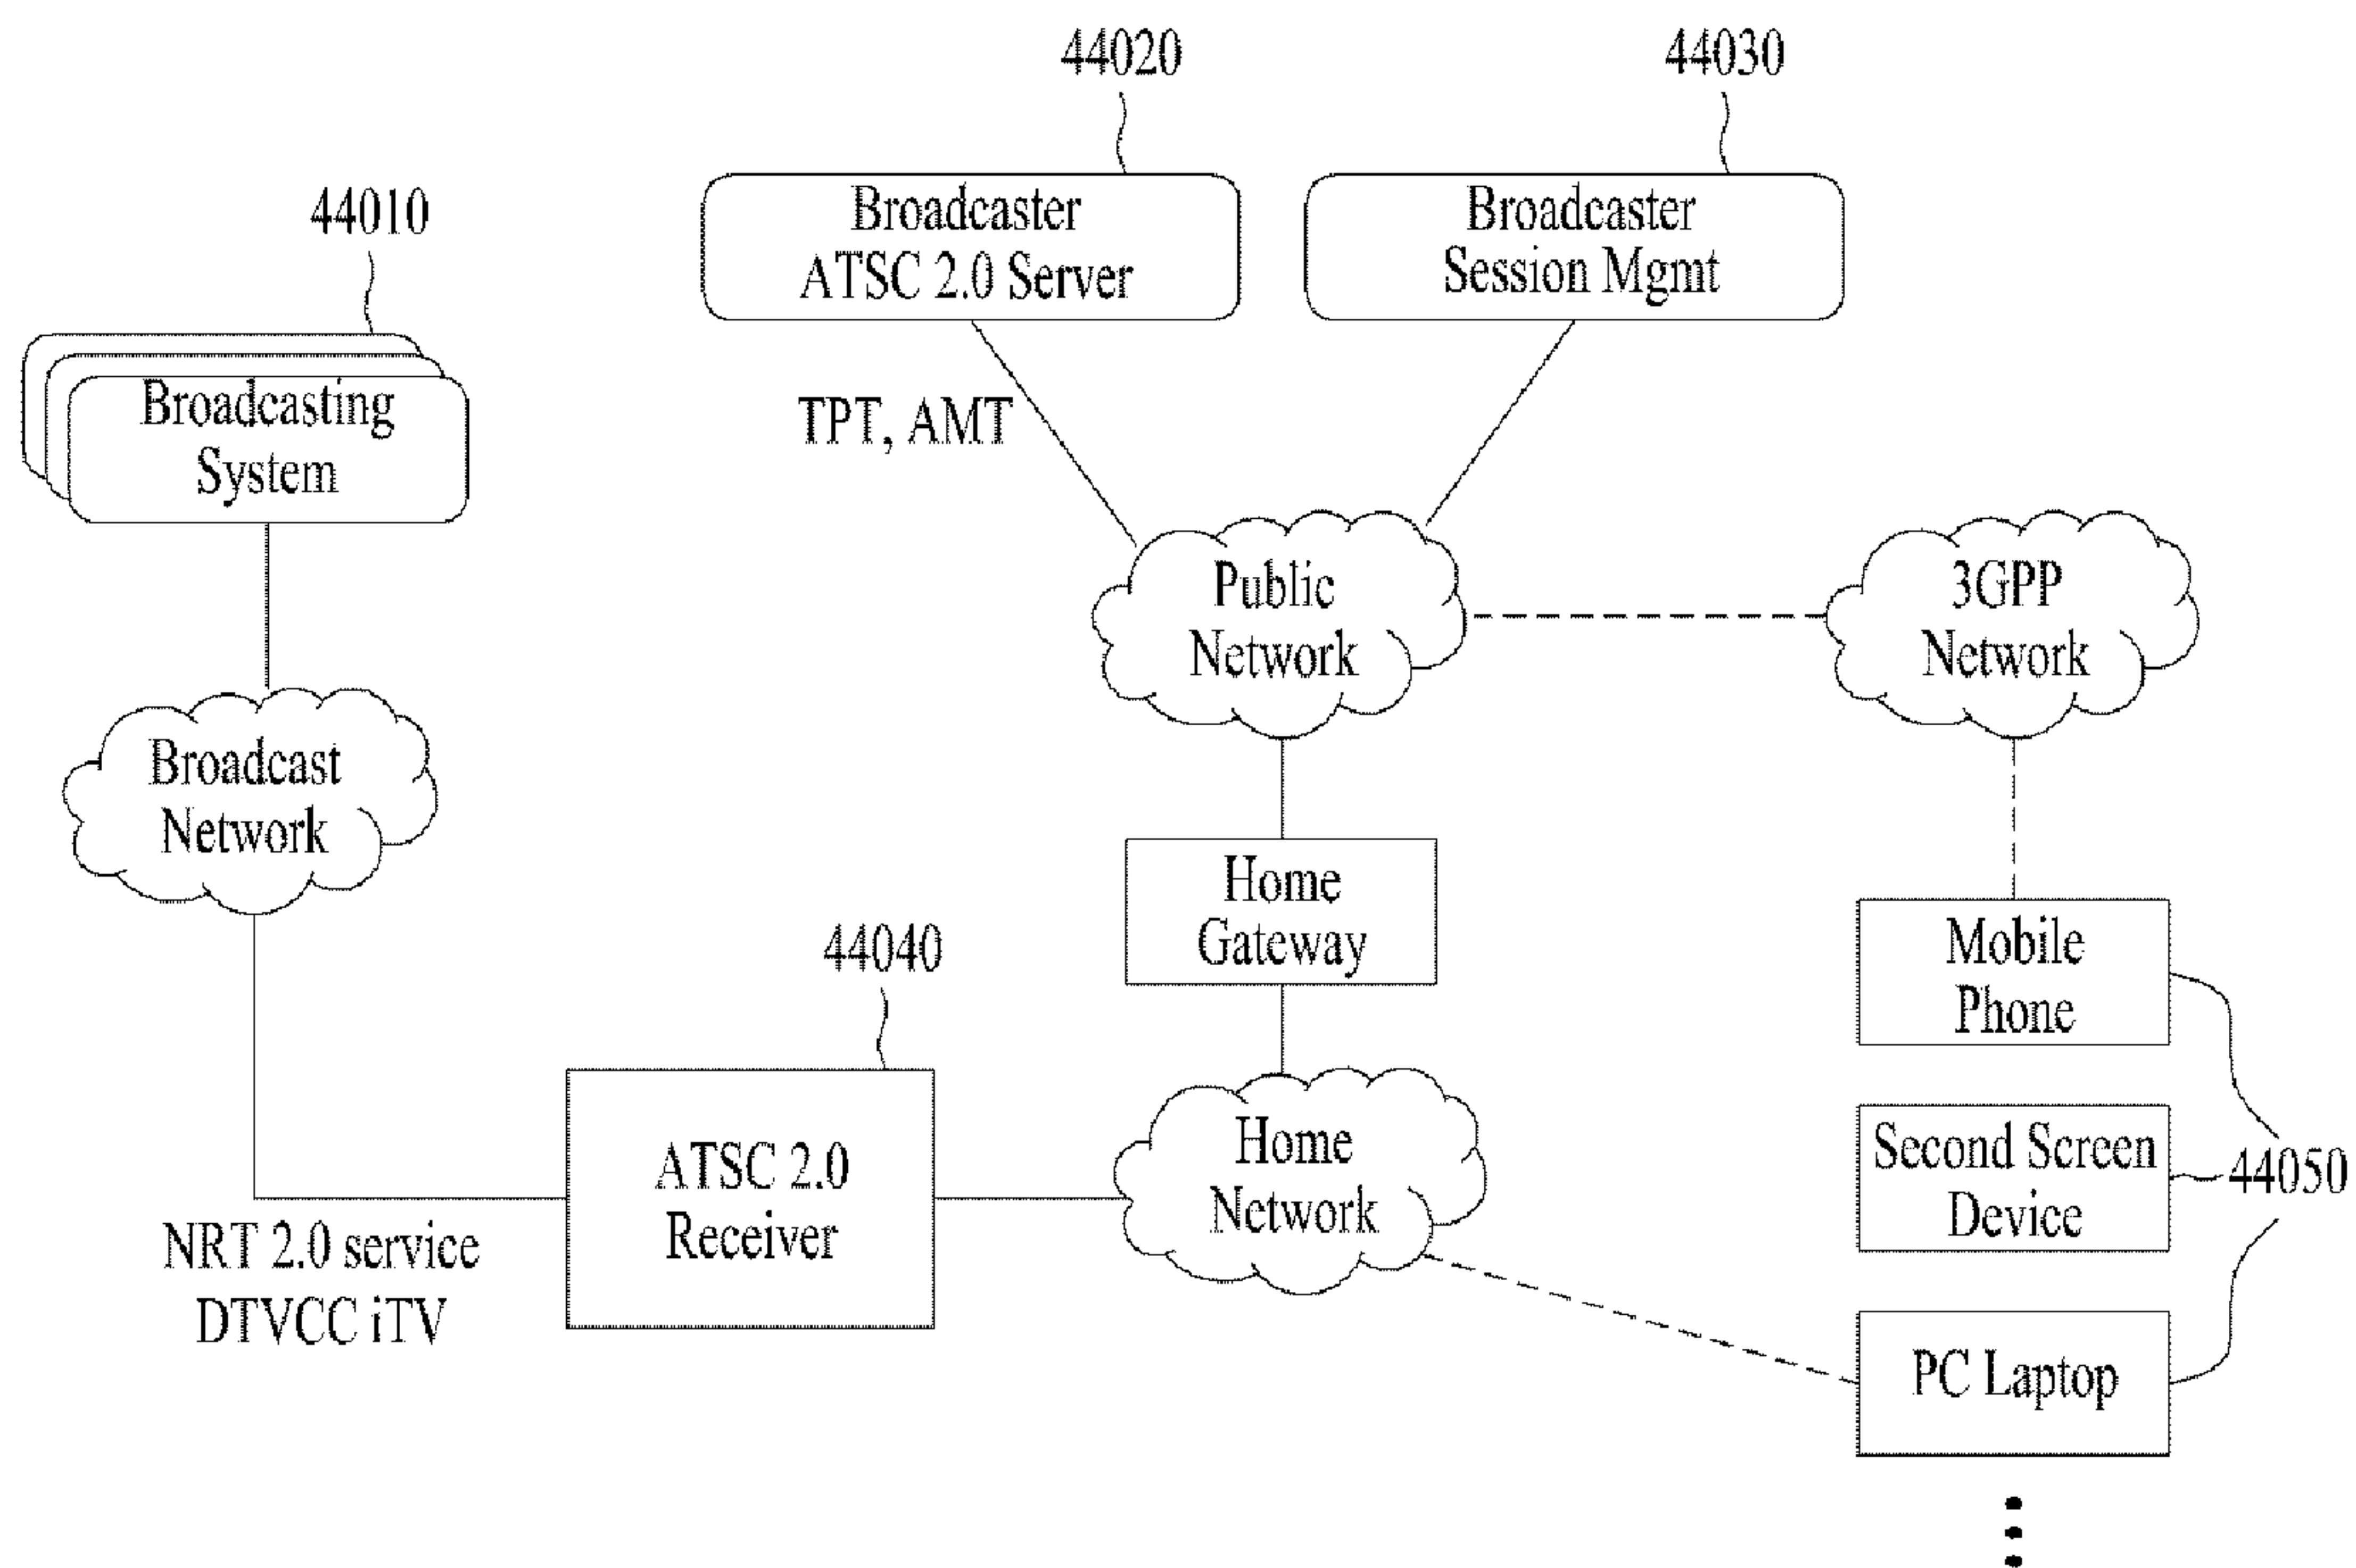 44020
44030
44010
Broadcaster
ATSC 2.0 Server
Broadcaster
Session Mgmt
Broadcasting
System
TPT, AMT
Public
Network
3GPP
Network
Broadcast
Network
Home
Gateway
44040
Mobile
Phone
ATSC 2.0
Receiver
Home
Network
Second Screen
Device
44050
NRT 2.0 service
DTVCC iTV
PC Laptop